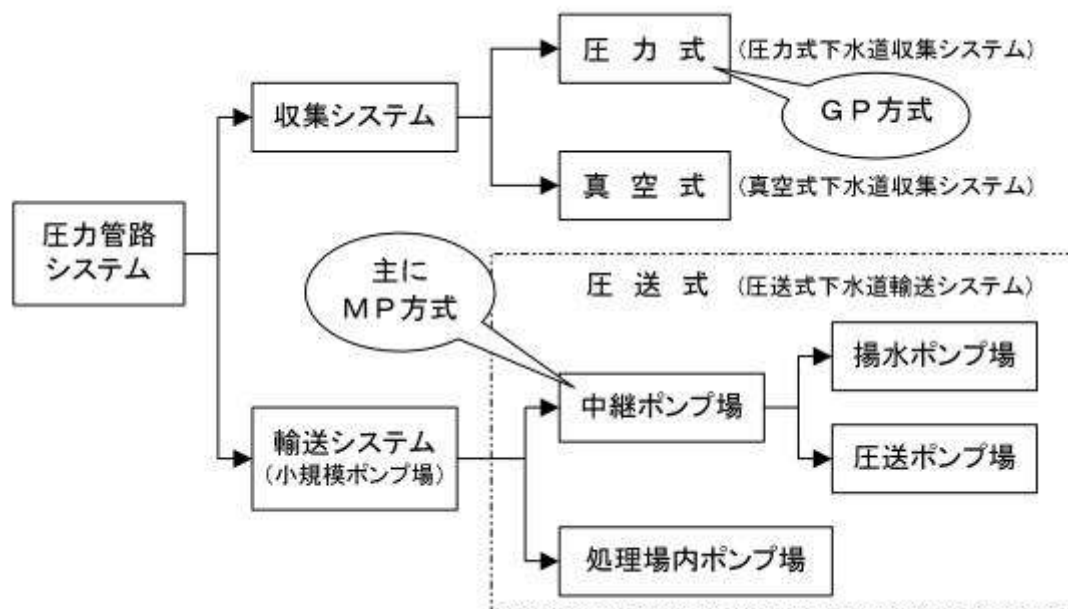 圧力管路
システム
収集システム
圧力式
(圧力式下水道収集システム)
GP方式
真空式
(真空式下水道収集システム)
輸送システム
(小規模ポンプ場)
主に
MP方式
圧送式 (圧送式下水道輸送システム)
中継ポンプ場
揚水ポンプ場
圧送ポンプ場
処理場内ポンプ場